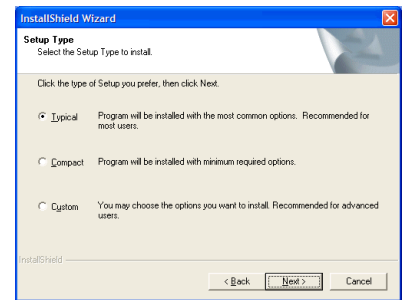 InstallShield Wizard
Setup Type
Select the Setup Type to install.
Click the type of Setup you prefer, then click Next.
Typical
Program will be installed with the most common options. Recommended for
most users.
Compact
Program will be installed with minimum required options.
Custom
You may choose the options you want to install. Recommended for advanced
users.
InstallShield
< Back
Next >
Cancel